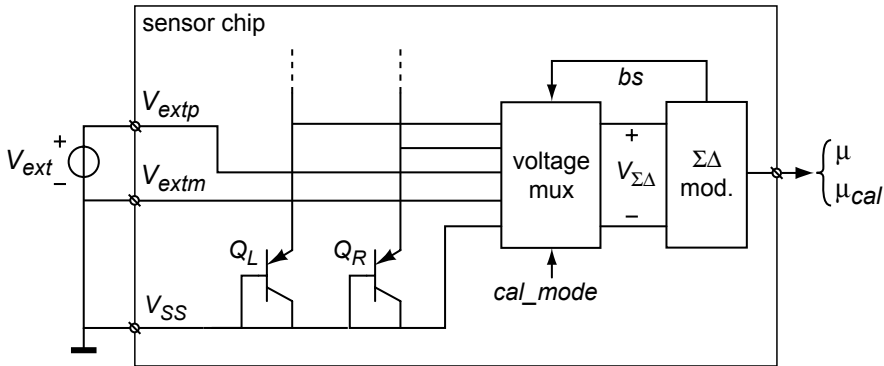 sensor chip
bs
V_extp
+
V_ext
−
V_extm
voltage
mux
+
V_ΣΔ
−
ΣΔ
mod.
μ
μ_cal
Q_L
Q_R
cal_mode
V_SS